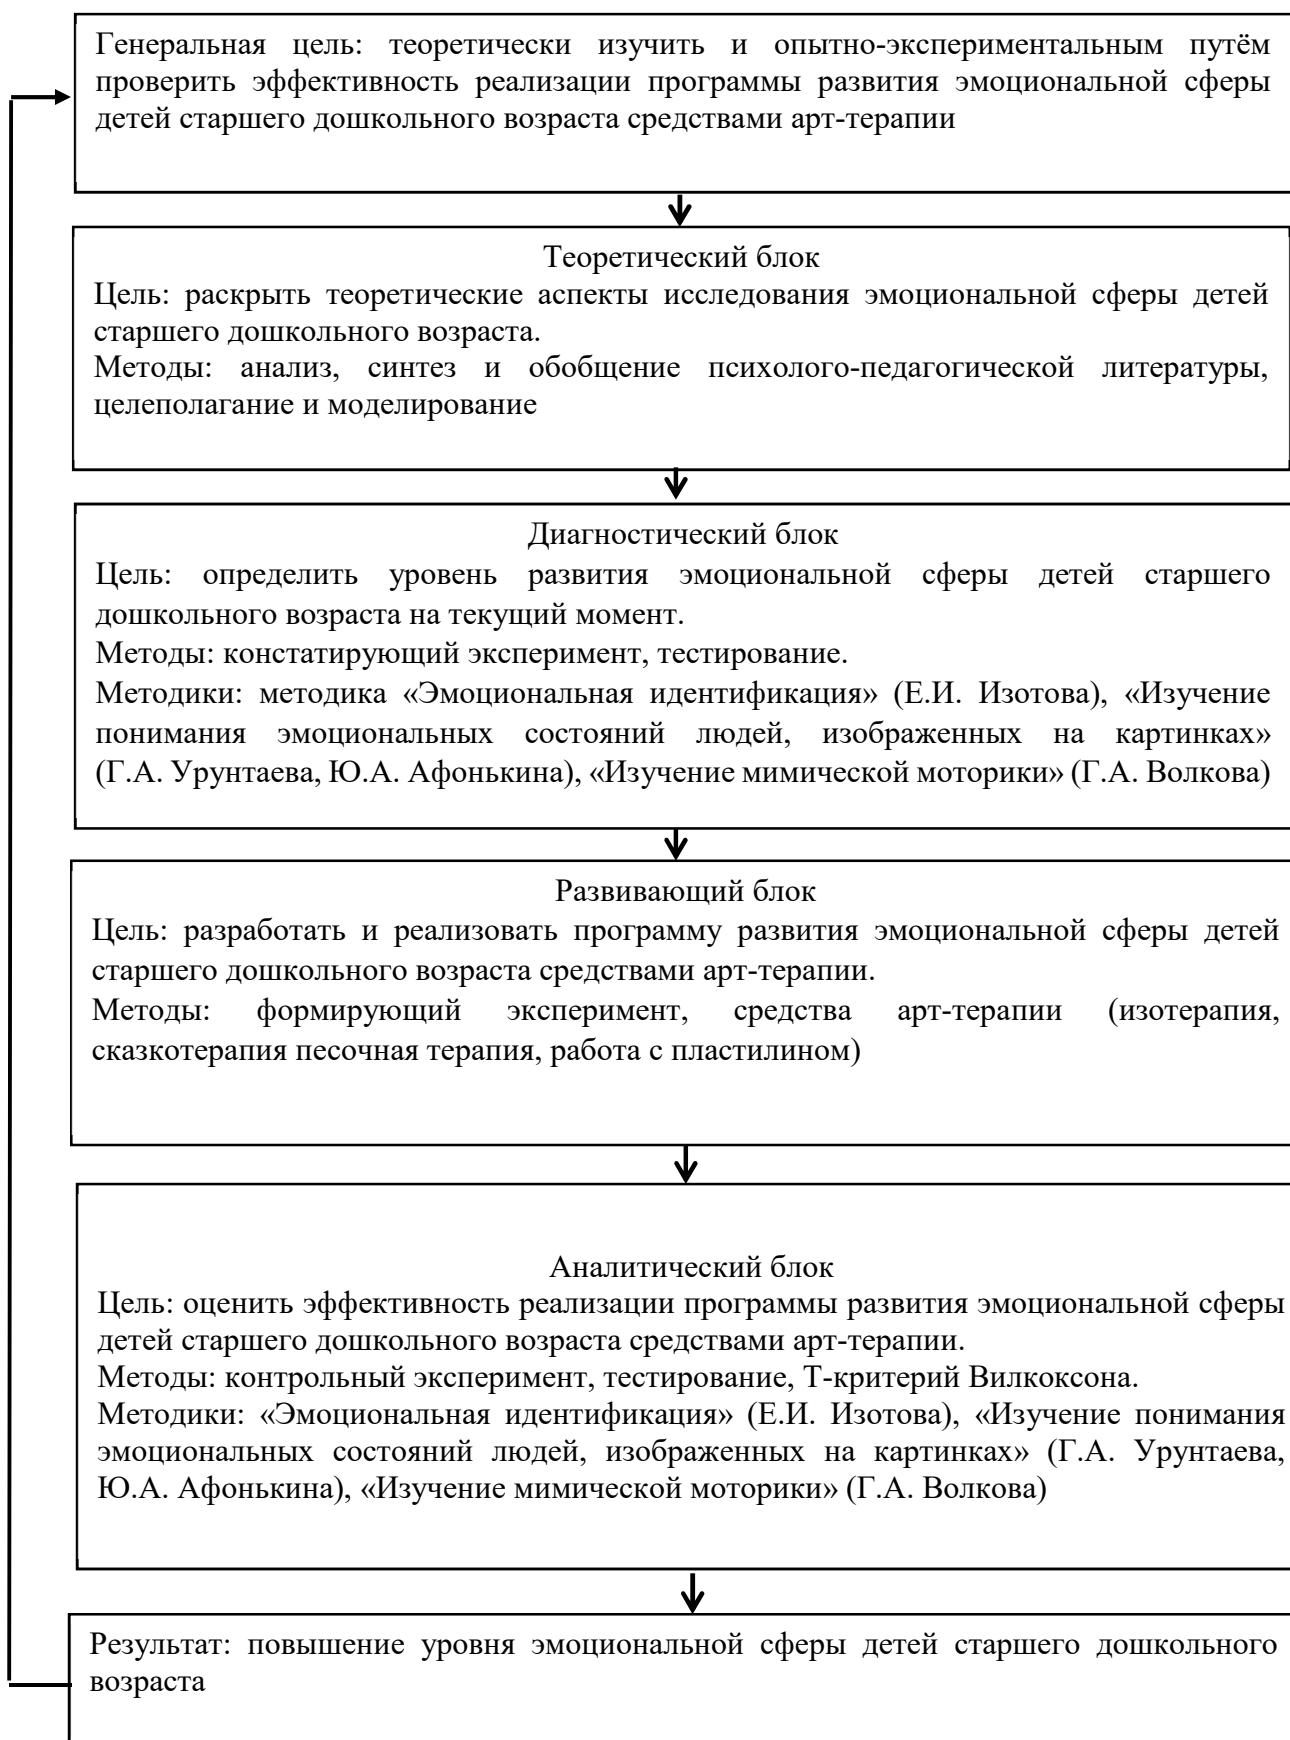 Генеральная цель: теоретически изучить и опытно-экспериментальным путём
проверить эффективность реализации программы развития эмоциональной сферы
детей старшего дошкольного возраста средствами арт-терапии
Теоретический блок
Цель: раскрыть теоретические аспекты исследования эмоциональной сферы детей
старшего дошкольного возраста.
Методы: анализ, синтез и обобщение психолого-педагогической литературы,
целеполагание и моделирование
Диагностический блок
Цель: определить уровень развития эмоциональной сферы детей старшего
дошкольного возраста на текущий момент.
Методы: констатирующий эксперимент, тестирование.
Методики: методика «Эмоциональная идентификация» (Е.И. Изотова), «Изучение
понимания эмоциональных состояний людей, изображенных на картинках»
(Г.А. Урунтаева, Ю.А. Афонькина), «Изучение мимической моторики» (Г.А. Волкова)
Развивающий блок
Цель: разработать и реализовать программу развития эмоциональной сферы детей
старшего дошкольного возраста средствами арт-терапии.
Методы: формирующий эксперимент, средства арт-терапии (изотерапия,
сказкотерапия песочная терапия, работа с пластилином)
Аналитический блок
Цель: оценить эффективность реализации программы развития эмоциональной сферы
детей старшего дошкольного возраста средствами арт-терапии.
Методы: контрольный эксперимент, тестирование, Т-критерий Вилкоксона.
Методики: «Эмоциональная идентификация» (Е.И. Изотова), «Изучение понимания
эмоциональных состояний людей, изображенных на картинках» (Г.А. Урунтаева,
Ю.А. Афонькина), «Изучение мимической моторики» (Г.А. Волкова)
Результат: повышение уровня эмоциональной сферы детей старшего дошкольного
возраста